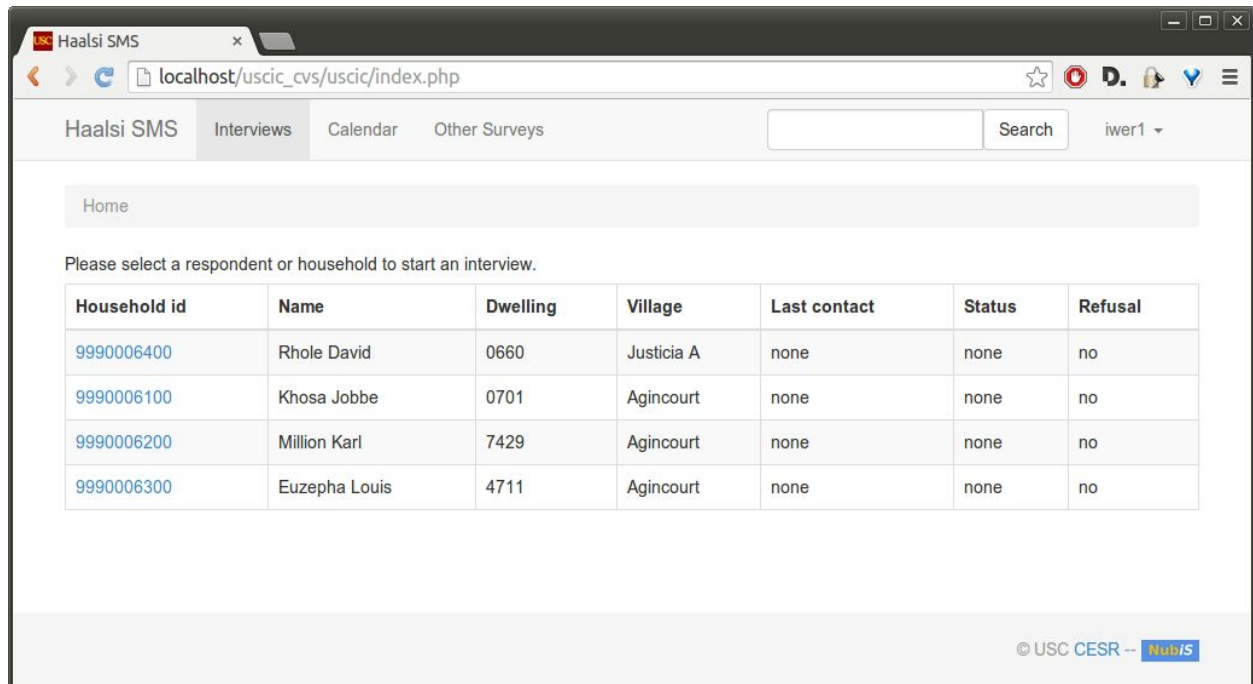 USC Haalsi SMS
localhost/uscic_cvs/uscic/index.php
D.
Haalsi SMS Interviews Calendar Other Surveys Search iwer1
Home
Please select a respondent or household to start an interview.
Household id Name Dwelling Village Last contact Status Refusal
9990006400 Rhole David 0660 Justicia A none none no
9990006100 Khosa Jobbe 0701 Agincourt none none no
9990006200 Million Karl 7429 Agincourt none none no
9990006300 Euzepha Louis 4711 Agincourt none none no
© USC CESR -- NubiS